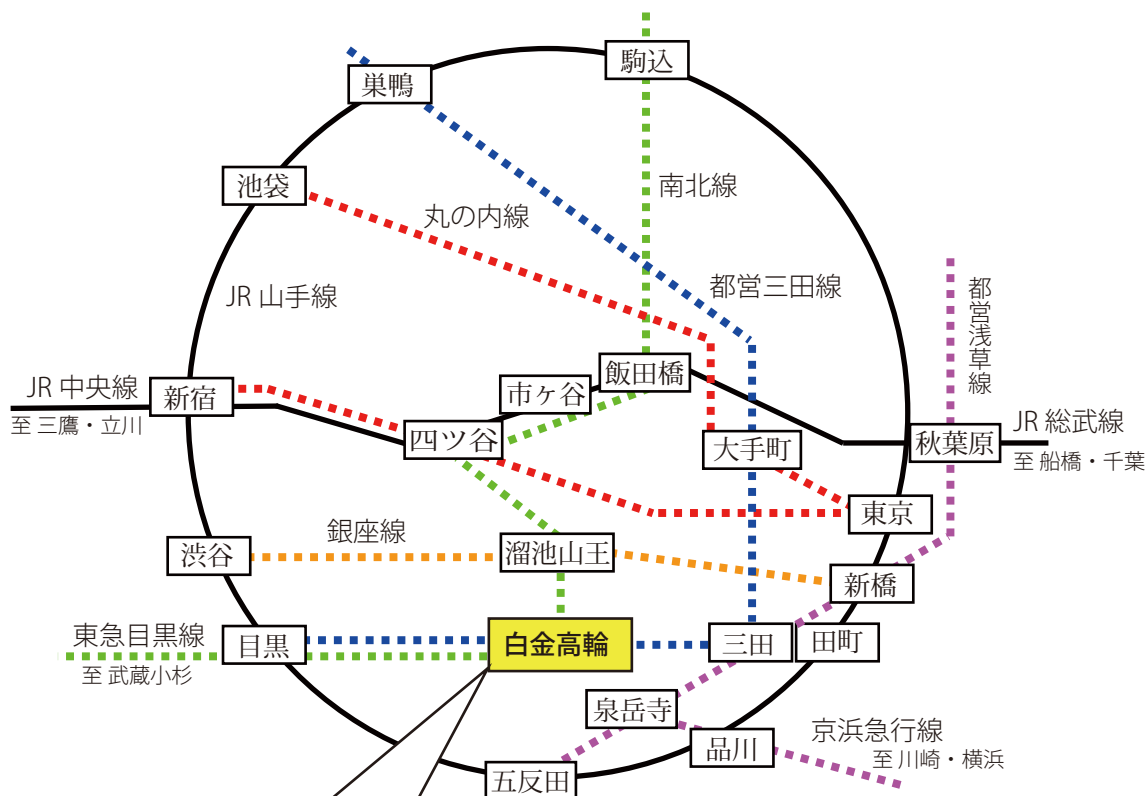 駒込
巣鴨
池袋
南北線
丸の内線
JR 山手線
都営三田線
都営浅草線
飯田橋
市ヶ谷
JR 中央線
至 三鷹・立川
新宿
四ツ谷
大手町
秋葉原
JR 総武線
至 船橋・千葉
東京
銀座線
渋谷
溜池山王
新橋
東急目黒線
至 武蔵小杉
目黒
白金高輪
三田
田町
泉岳寺
品川
京浜急行線
至 川崎・横浜
五反田